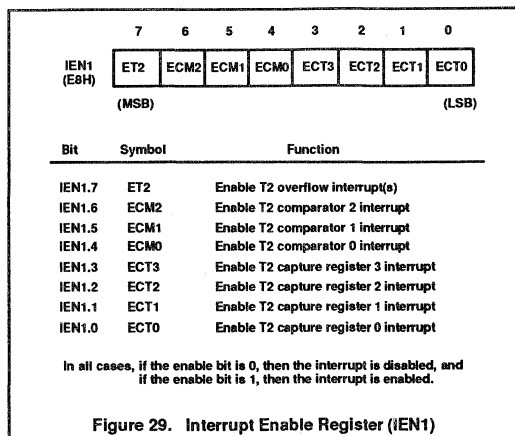 7 6 5 4 3 2 1 0
IEN1 (E8H) ET2 ECM2 ECM1 ECM0 ECT3 ECT2 ECT1 ECT0
(MSB) (LSB)
Bit Symbol Function
IEN1.7 ET2 Enable T2 overflow interrupt(s)
IEN1.6 ECM2 Enable T2 comparator 2 interrupt
IEN1.5 ECM1 Enable T2 comparator 1 interrupt
IEN1.4 ECM0 Enable T2 comparator 0 interrupt
IEN1.3 ECT3 Enable T2 capture register 3 interrupt
IEN1.2 ECT2 Enable T2 capture register 2 interrupt
IEN1.1 ECT1 Enable T2 capture register 1 interrupt
IEN1.0 ECT0 Enable T2 capture register 0 interrupt
In all cases, if the enable bit is 0, then the interrupt is disabled, and
if the enable bit is 1, then the interrupt is enabled.
Figure 29. Interrupt Enable Register (IEN1)